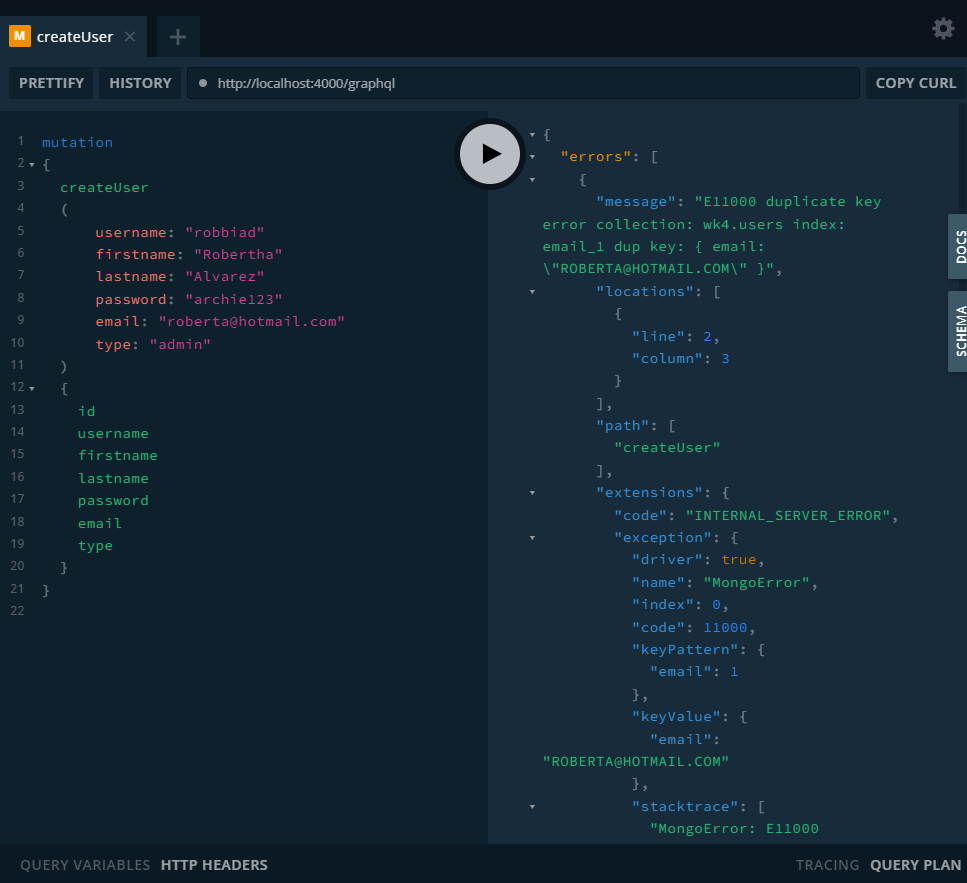 M createUser × +
PRETTIFY HISTORY http://localhost:4000/graphql COPY CURL
1 mutation
2 {
3 createUser
4 (
5 username: "robbiad"
6 firstname: "Robertha"
7 lastname: "Alvarez"
8 password: "archie123"
9 email: "roberta@hotmail.com"
10 type: "admin"
11 )
12 {
13 id
14 username
15 firstname
16 lastname
17 password
18 email
19 type
20 }
21 }
22
{
"errors": [
{
"message": "E11000 duplicate key
error collection: wk4.users index:
email_1 dup key: { email:
\"ROBERTA@HOTMAIL.COM\" }",
"locations": [
{
"line": 2,
"column": 3
}
],
"path": [
"createUser"
],
"extensions": {
"code": "INTERNAL_SERVER_ERROR",
"exception": {
"driver": true,
"name": "MongoError",
"index": 0,
"code": 11000,
"keyPattern": {
"email": 1
},
"keyValue": {
"email":
"ROBERTA@HOTMAIL.COM"
},
"stacktrace": [
"MongoError: E11000
DOCS
SCHEMA
QUERY VARIABLES HTTP HEADERS
TRACING QUERY PLAN